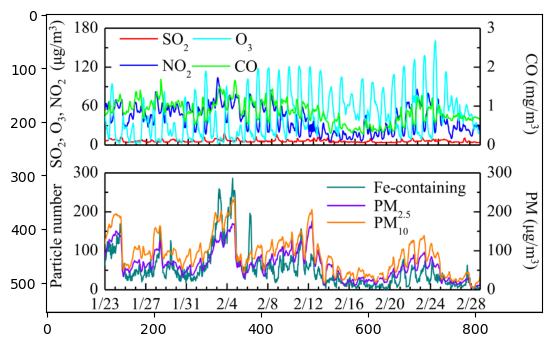 0
100
200
300
400
500
0 200 400 600 800
SO2, O3, NO2 (μg/m³)
180
120
60
0
SO2 O3
NO2 CO
3
2
1
0
CO (mg/m³)
Particle number
300
200
100
0
Fe-containing
PM2.5
PM10
300
200
100
0
PM (μg/m³)
1/23 1/27 1/31 2/4 2/8 2/12 2/16 2/20 2/24 2/28